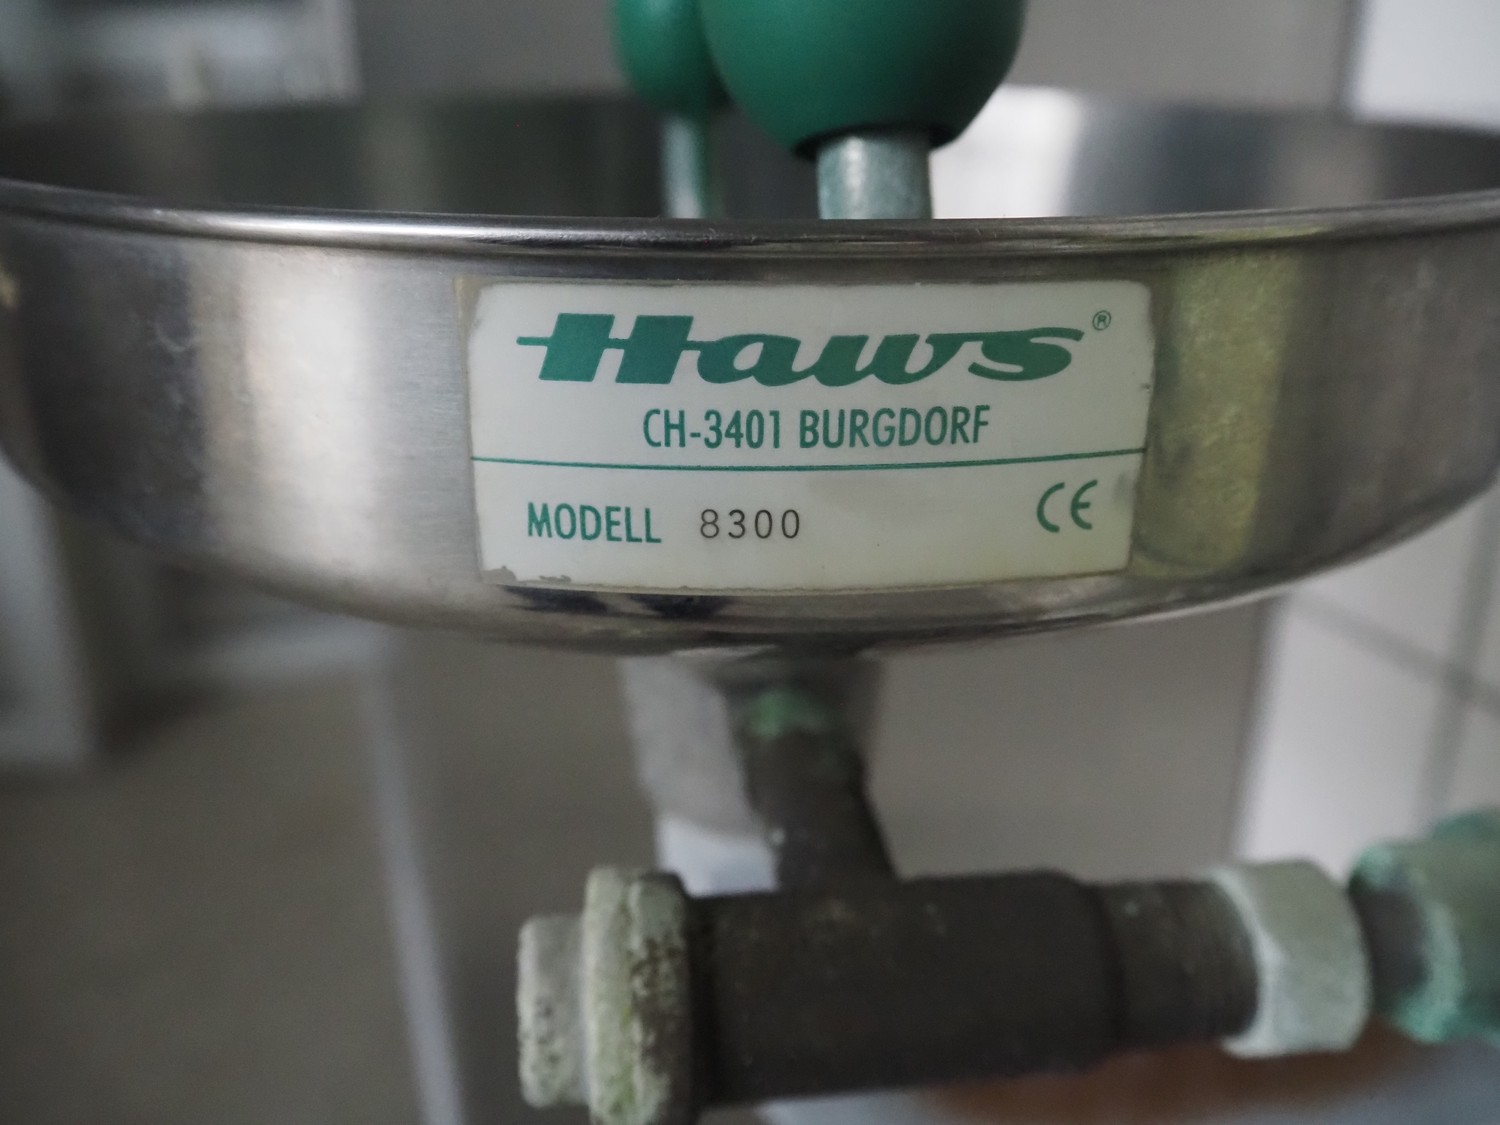 Haws®
CH-3401 BURGDORF
MODELL 8300 CE